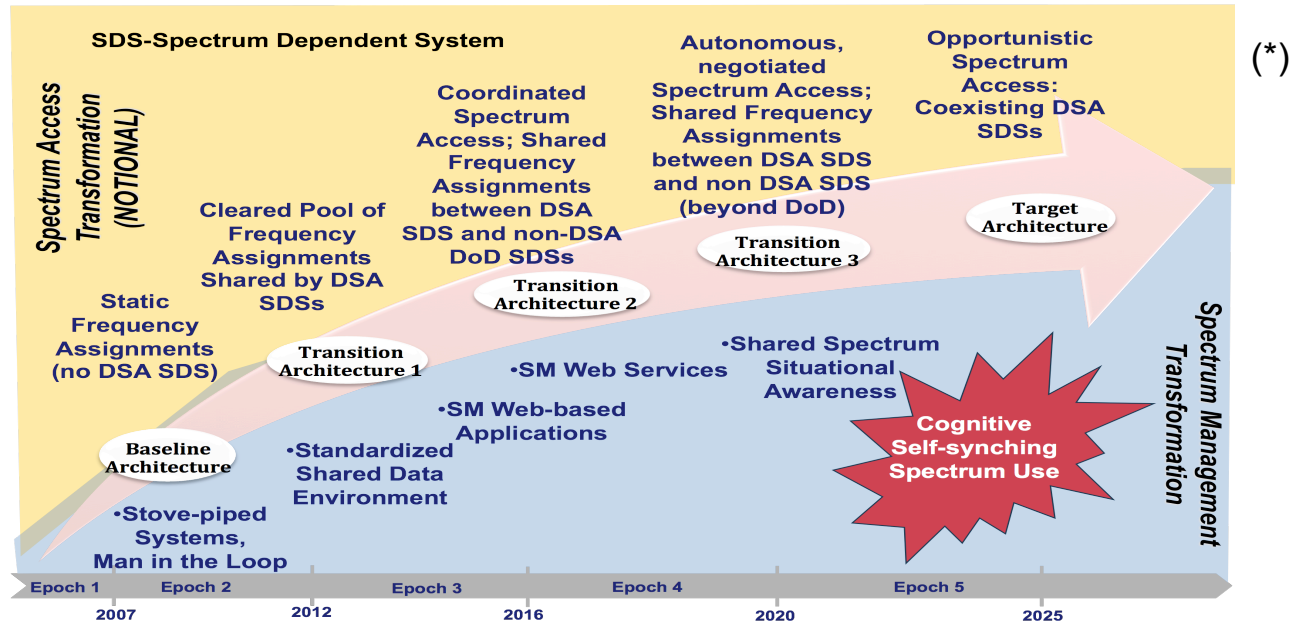 SDS-Spectrum Dependent System
(*)
Spectrum Access
Transformation
(NOTIONAL)
Static
Frequency
Assignments
(no DSA SDS)
Cleared Pool of
Frequency
Assignments
Shared by DSA
SDSs
Coordinated
Spectrum
Access; Shared
Frequency
Assignments
between DSA
SDS and non-DSA
DoD SDSs
Autonomous,
negotiated
Spectrum Access;
Shared Frequency
Assignments
between DSA SDS
and non DSA SDS
(beyond DoD)
Opportunistic
Spectrum
Access:
Coexisting DSA
SDSs
Baseline
Architecture
Transition
Architecture 1
Transition
Architecture 2
Transition
Architecture 3
Target
Architecture
•Stove-piped
Systems,
Man in the Loop
•Standardized
Shared Data
Environment
•SM Web-based
Applications
•SM Web Services
•Shared Spectrum
Situational
Awareness
Cognitive
Self-synching
Spectrum Use
Spectrum Management
Transformation
Epoch 1
Epoch 2
Epoch 3
Epoch 4
Epoch 5
2007
2012
2016
2020
2025